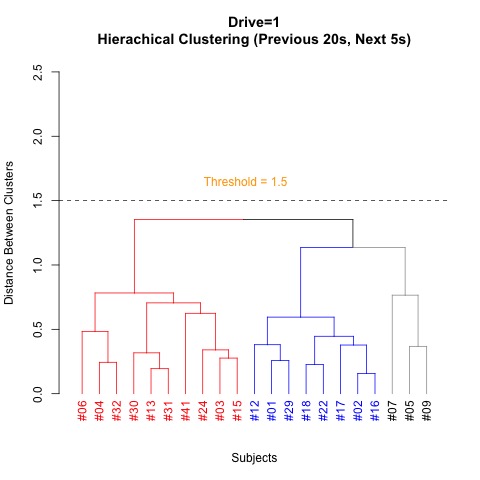 Drive=1
Hierachical Clustering (Previous 20s, Next 5s)
Distance Between Clusters
2.5
2.0
1.5
1.0
0.5
0.0
Threshold = 1.5
#06 #04 #32 #30 #13 #31 #41 #24 #03 #15 #12 #01 #29 #18 #22 #17 #02 #16 #07 #05 #09
Subjects